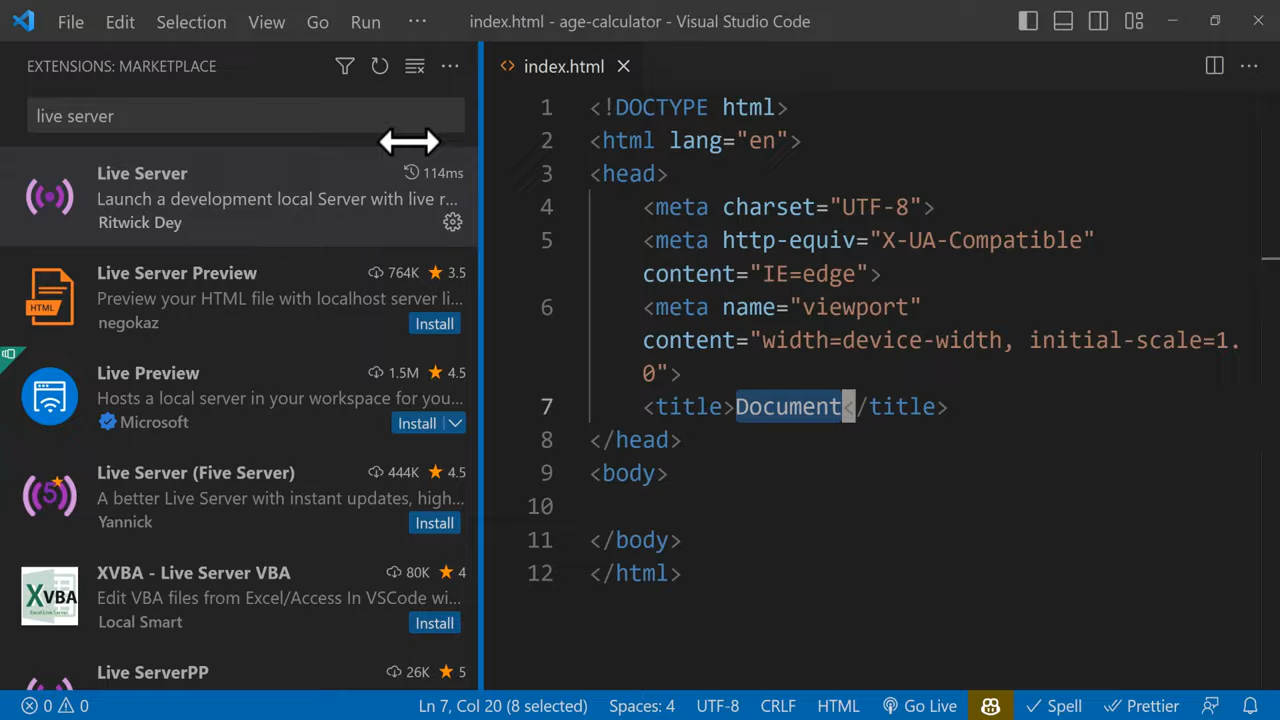 File Edit Selection View Go Run ··· index.html - age-calculator - Visual Studio Code
EXTENSIONS: MARKETPLACE
live server
Live Server 114ms
Launch a development local Server with live r...
Ritwick Dey
Live Server Preview 764K 3.5
Preview your HTML file with localhost server li...
HTML
negokaz Install
Live Preview 1.5M 4.5
Hosts a local server in your workspace for you...
Microsoft Install
Live Server (Five Server) 444K 4.5
A better Live Server with instant updates, high...
5
Yannick Install
XVBA - Live Server VBA 80K 4
Edit VBA files from Excel/Access In VSCode wi...
XVBA
Local Smart Install
Live ServerPP 26K 5
index.html
1 <!DOCTYPE html>
2 <html lang="en">
3 <head>
4 <meta charset="UTF-8">
5 <meta http-equiv="X-UA-Compatible"
content="IE=edge">
6 <meta name="viewport"
content="width=device-width, initial-scale=1.
0">
7 <title>Document</title>
8 </head>
9 <body>
10
11 </body>
12 </html>
0 0 Ln 7, Col 20 (8 selected) Spaces: 4 UTF-8 CRLF HTML Go Live Spell Prettier